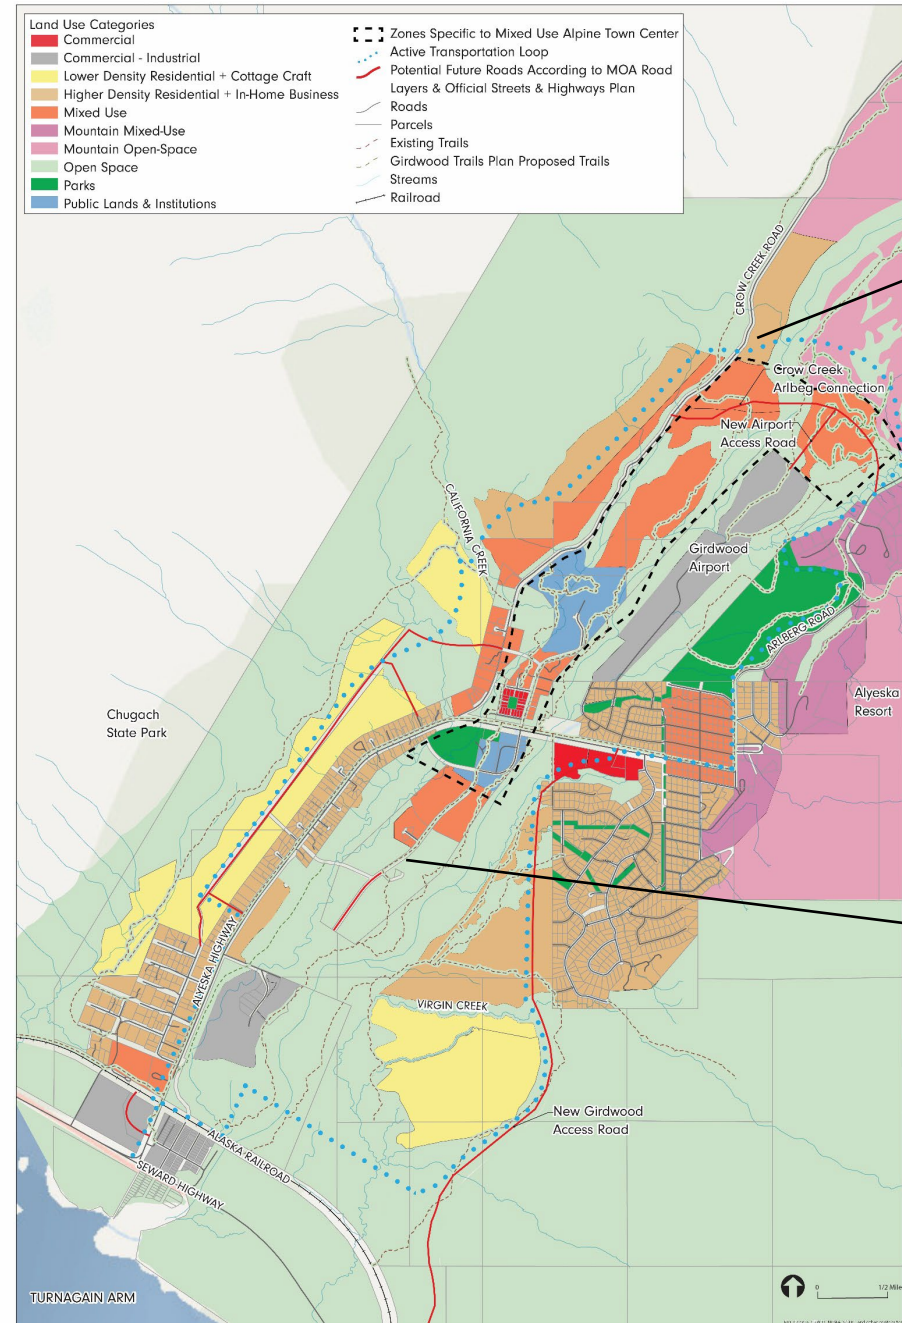 Land Use Categories
Commercial
Commercial - Industrial
Lower Density Residential + Cottage Craft
Higher Density Residential + In-Home Business
Mixed Use
Mountain Mixed-Use
Mountain Open-Space
Open Space
Parks
Public Lands & Institutions
Zones Specific to Mixed Use Alpine Town Center
Active Transportation Loop
Potential Future Roads According to MOA Road
Layers & Official Streets & Highways Plan
Roads
Parcels
Existing Trails
Girdwood Trails Plan Proposed Trails
Streams
Railroad
CROW CREEK ROAD
Crow Creek
Arlbeg Connection
New Airport
Access Road
CALIFORNIA CREEK
Girdwood
Airport
ARLBERG ROAD
Alyeska
Resort
Chugach
State Park
ALYESKA HIGHWAY
VIRGIN CREEK
New Girdwood
Access Road
ALASKA RAILROAD
SEWARD HIGHWAY
TURNAGAIN ARM
0
1/2 Mile